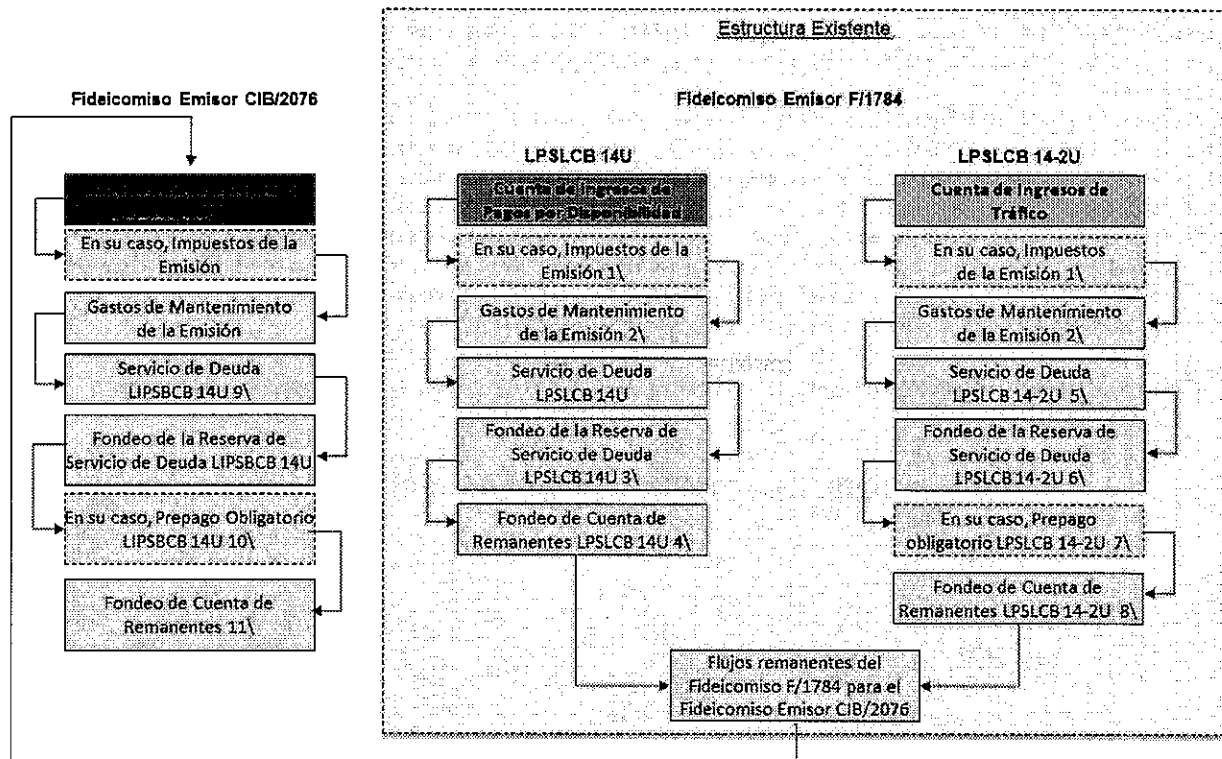 Estructura Existente
Fideicomiso Emisor CIB/2076
Fideicomiso Emisor F/1784
LPSLCB 14U
LPSLCB 14-2U
En su caso, Impuestos de la
Emisión
Gastos de Mantenimiento
de la Emisión
Servicio de Deuda
LIPSBCB 14U 9\
Fondeo de la Reserva de
Servicio de Deuda LIPSBCB 14U
En su caso, Prepago Obligatorio
LIPSBCB 14U 10\
Fondeo de Cuenta de
Remanentes 11\
Cuenta de Ingresos de
Pagos por Disponibilidad
En su caso, Impuestos de la
Emisión 1\
Gastos de Mantenimiento
de la Emisión 2\
Servicio de Deuda
LPSLCB 14U
Fondeo de la Reserva de
Servicio de Deuda
LPSLCB 14U 3\
Fondeo de Cuenta de
Remanentes LPSLCB 14U 4\
Cuenta de Ingresos de
Tráfico
En su caso, Impuestos
de la Emisión 1\
Gastos de Mantenimiento
de la Emisión 2\
Servicio de Deuda
LPSLCB 14-2U 5\
Fondeo de la Reserva de
Servicio de Deuda
LPSLCB 14-2U 6\
En su caso, Prepago
obligatorio LPSLCB 14-2U 7\
Fondeo de Cuenta de
Remanentes LPSLCB 14-2U 8\
Flujos remanentes del
Fideicomiso F/1784 para el
Fideicomiso Emisor CIB/2076